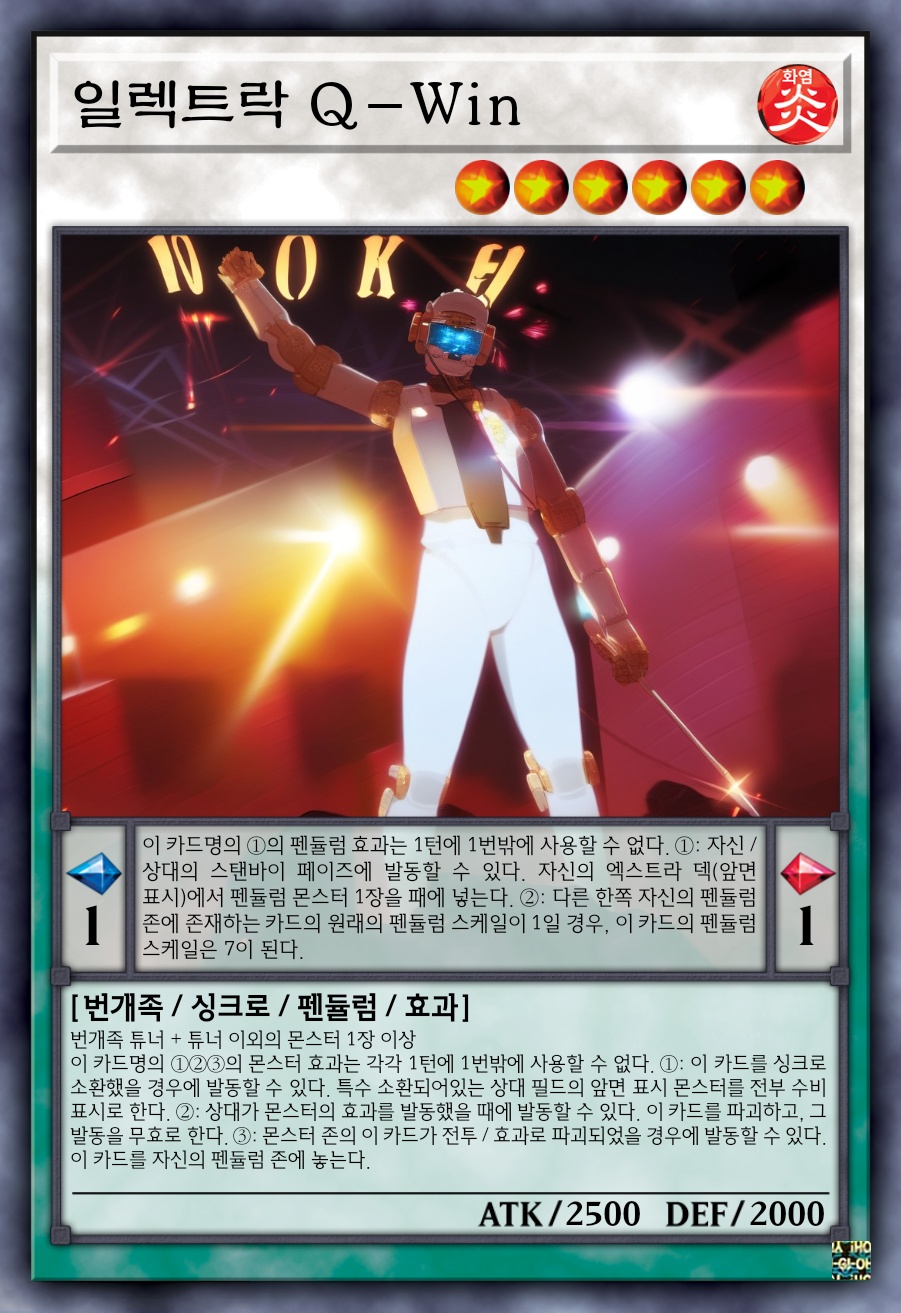 일렉트락 Q－Win
화염
炎
1
이 카드명의 ①의 펜듈럼 효과는 1턴에 1번밖에 사용할 수 없다. ①: 자신 /
상대의 스탠바이 페이즈에 발동할 수 있다. 자신의 엑스트라 덱(앞면
표시)에서 펜듈럼 몬스터 1장을 패에 넣는다. ②: 다른 한쪽 자신의 펜듈럼
존에 존재하는 카드의 원래의 펜듈럼 스케일이 1일 경우, 이 카드의 펜듈럼
스케일은 7이 된다.
1
[번개족 / 싱크로 / 펜듈럼 / 효과]
번개족 튜너 + 튜너 이외의 몬스터 1장 이상
이 카드명의 ①②③의 몬스터 효과는 각각 1턴에 1번밖에 사용할 수 없다. ①: 이 카드를 싱크로
소환했을 경우에 발동할 수 있다. 특수 소환되어있는 상대 필드의 앞면 표시 몬스터를 전부 수비
표시로 한다. ②: 상대가 몬스터의 효과를 발동했을 때에 발동할 수 있다. 이 카드를 파괴하고, 그
발동을 무효로 한다. ③: 몬스터 존의 이 카드가 전투 / 효과로 파괴되었을 경우에 발동할 수 있다.
이 카드를 자신의 펜듈럼 존에 놓는다.
ATK/2500 DEF/2000